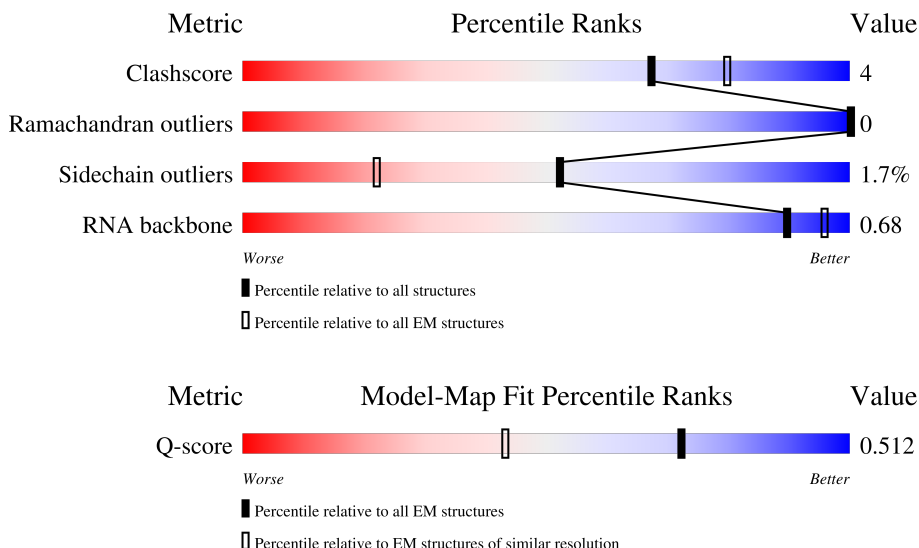 Metric Percentile Ranks Value
Clashscore 4
Ramachandran outliers 0
Sidechain outliers 1.7%
RNA backbone 0.68
Worse Better
Percentile relative to all structures
Percentile relative to all EM structures
Metric Model-Map Fit Percentile Ranks Value
Q-score 0.512
Worse Better
Percentile relative to all EM structures
Percentile relative to EM structures of similar resolution